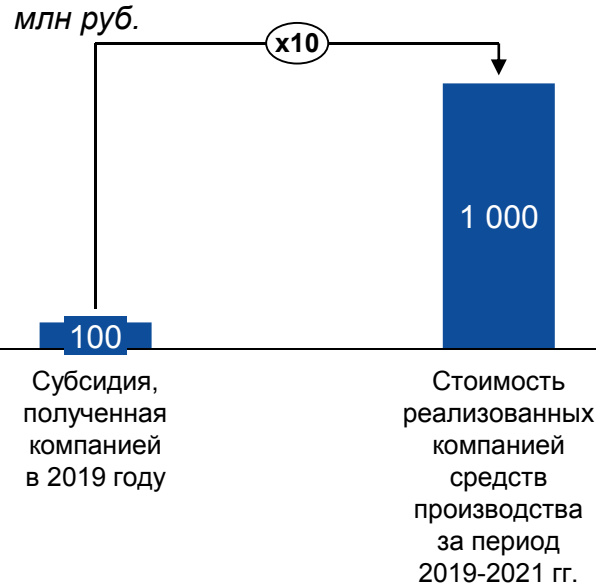 млн руб.
x10
1 000
100
Субсидия,
полученная
компанией
в 2019 году
Стоимость
реализованных
компанией
средств
производства
за период
2019-2021 гг.